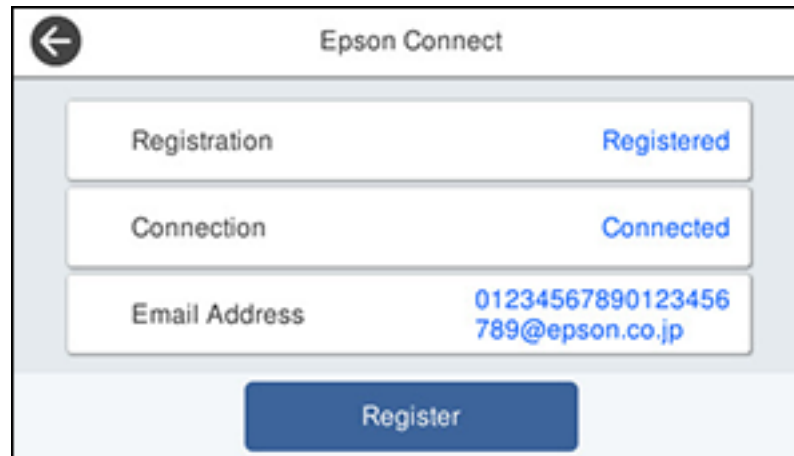 Epson Connect
Registration Registered
Connection Connected
Email Address 01234567890123456
789@epson.co.jp
Register